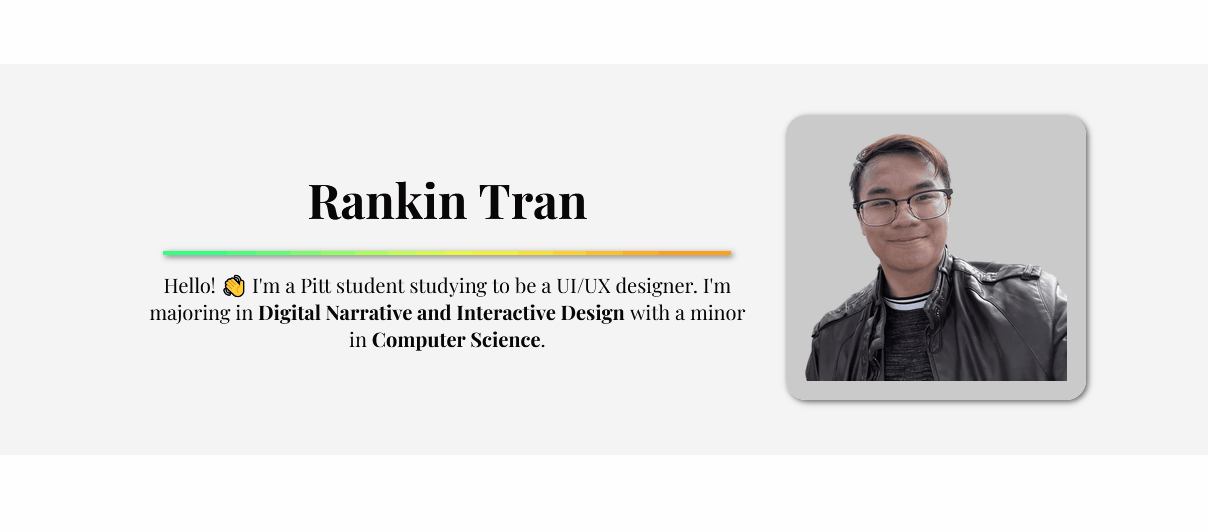 Rankin Tran
Hello! 👋 I'm a Pitt student studying to be a UI/UX designer. I'm
majoring in Digital Narrative and Interactive Design with a minor
in Computer Science.